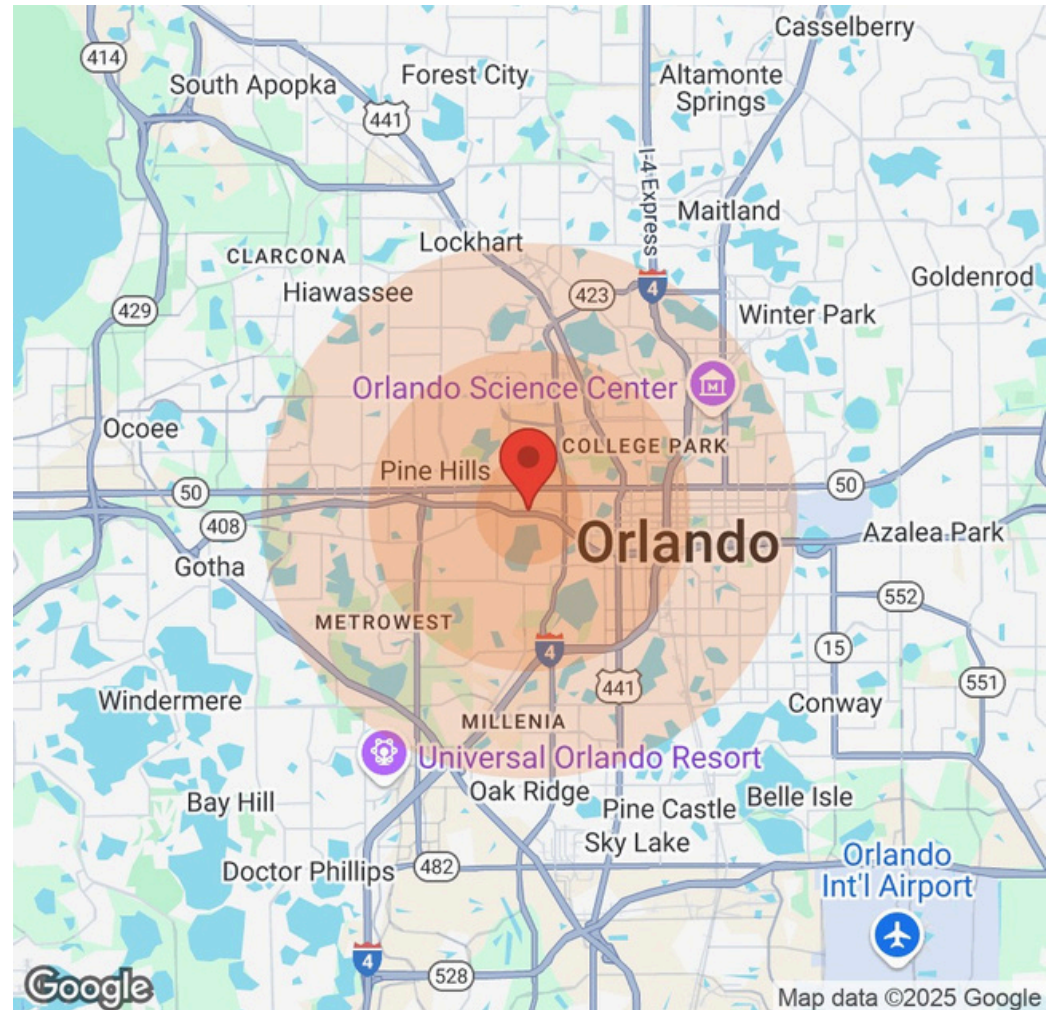 Casselberry
414
Forest City
Altamonte
Springs
South Apopka
441
I-4 Express
Maitland
Lockhart
CLARCONA
Goldenrod
Hiawassee
4
423
429
Winter Park
Orlando Science Center
Ocoee
COLLEGE PARK
Pine Hills
50
50
408
Orlando
Azalea Park
Gotha
552
METROWEST
15
4
551
441
Windermere
Conway
MILLENIA
Universal Orlando Resort
Oak Ridge
Bay Hill
Pine Castle
Belle Isle
Sky Lake
Doctor Phillips
482
Orlando
Int'l Airport
4
528
Google
Map data ©2025 Google